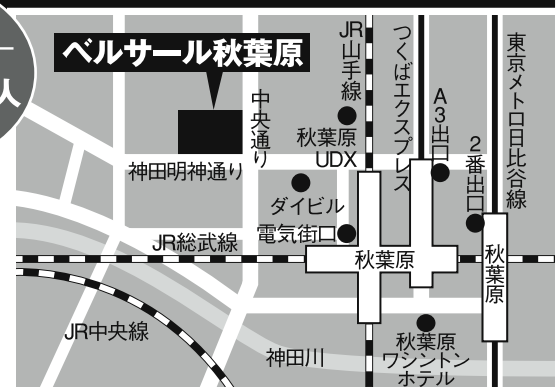 人
ベルサール秋葉原
JR山手線
つくばエクスプレス
東京メトロ日比谷線
中央通り
A3出口
2番出口
秋葉原
UDX
神田明神通り
ダイビル
電気街口
JR総武線
秋葉原
秋葉原
JR中央線
神田川
秋葉原
ワシントン
ホテル